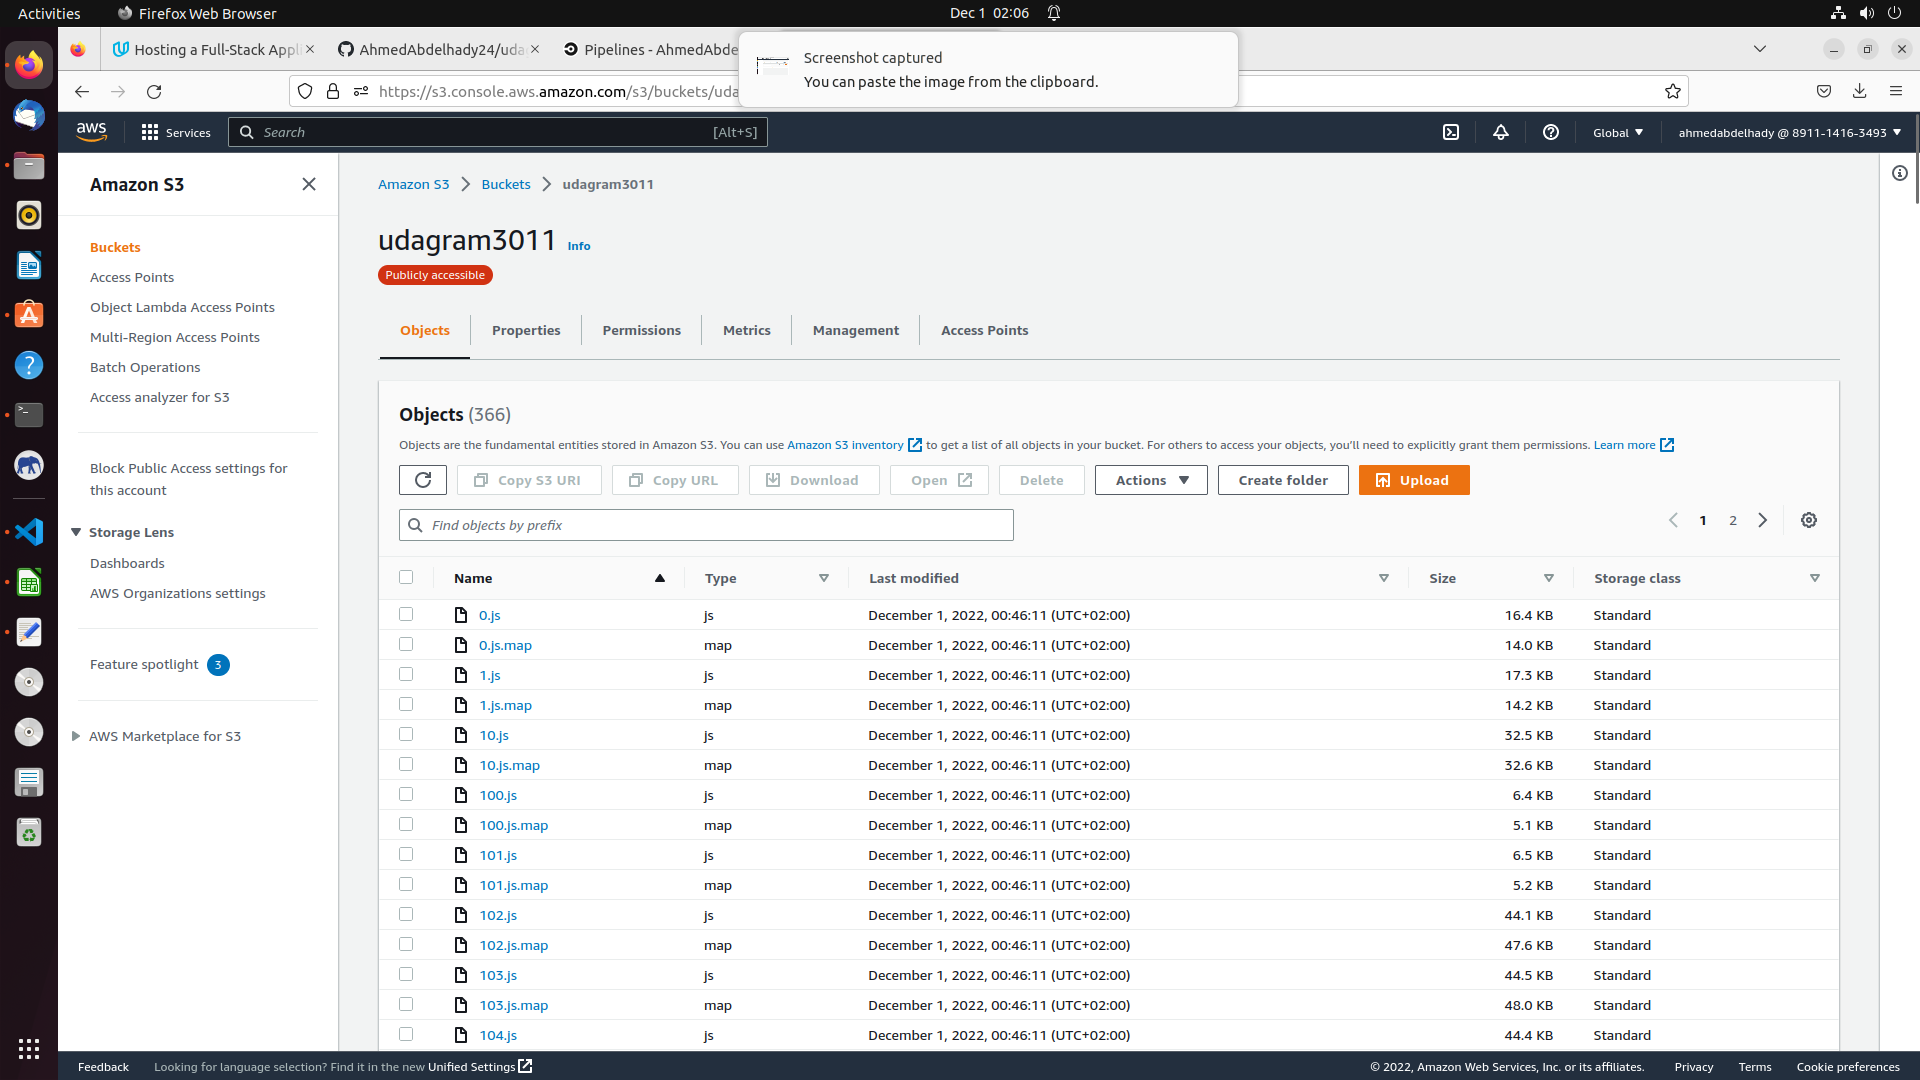 Activities
Firefox Web Browser
Dec 1 02:06
Hosting a Full-Stack Appl
AhmedAbdelhady24/uda
Pipelines - AhmedAbde
Screenshot captured
You can paste the image from the clipboard.
https://s3.console.aws.amazon.com/s3/buckets/uda
aws
Services
Search
[Alt+S]
Global
ahmedabdelhady @ 8911-1416-3493
Amazon S3
Buckets
Access Points
Object Lambda Access Points
Multi-Region Access Points
Batch Operations
Access analyzer for S3
Block Public Access settings for
this account
Storage Lens
Dashboards
AWS Organizations settings
Feature spotlight 3
AWS Marketplace for S3
Amazon S3 Buckets udagram3011
udagram3011 Info
Publicly accessible
Objects Properties Permissions Metrics Management Access Points
Objects (366)
Objects are the fundamental entities stored in Amazon S3. You can use Amazon S3 inventory to get a list of all objects in your bucket. For others to access your objects, you'll need to explicitly grant them permissions. Learn more
Copy S3 URI Copy URL Download Open Delete Actions Create folder Upload
Find objects by prefix
1 2
Name Type Last modified Size Storage class
0.js js December 1, 2022, 00:46:11 (UTC+02:00) 16.4 KB Standard
0.js.map map December 1, 2022, 00:46:11 (UTC+02:00) 14.0 KB Standard
1.js js December 1, 2022, 00:46:11 (UTC+02:00) 17.3 KB Standard
1.js.map map December 1, 2022, 00:46:11 (UTC+02:00) 14.2 KB Standard
10.js js December 1, 2022, 00:46:11 (UTC+02:00) 32.5 KB Standard
10.js.map map December 1, 2022, 00:46:11 (UTC+02:00) 32.6 KB Standard
100.js js December 1, 2022, 00:46:11 (UTC+02:00) 6.4 KB Standard
100.js.map map December 1, 2022, 00:46:11 (UTC+02:00) 5.1 KB Standard
101.js js December 1, 2022, 00:46:11 (UTC+02:00) 6.5 KB Standard
101.js.map map December 1, 2022, 00:46:11 (UTC+02:00) 5.2 KB Standard
102.js js December 1, 2022, 00:46:11 (UTC+02:00) 44.1 KB Standard
102.js.map map December 1, 2022, 00:46:11 (UTC+02:00) 47.6 KB Standard
103.js js December 1, 2022, 00:46:11 (UTC+02:00) 44.5 KB Standard
103.js.map map December 1, 2022, 00:46:11 (UTC+02:00) 48.0 KB Standard
104.js js December 1, 2022, 00:46:11 (UTC+02:00) 44.4 KB Standard
Feedback
Looking for language selection? Find it in the new Unified Settings
© 2022, Amazon Web Services, Inc. or its affiliates.
Privacy
Terms
Cookie preferences